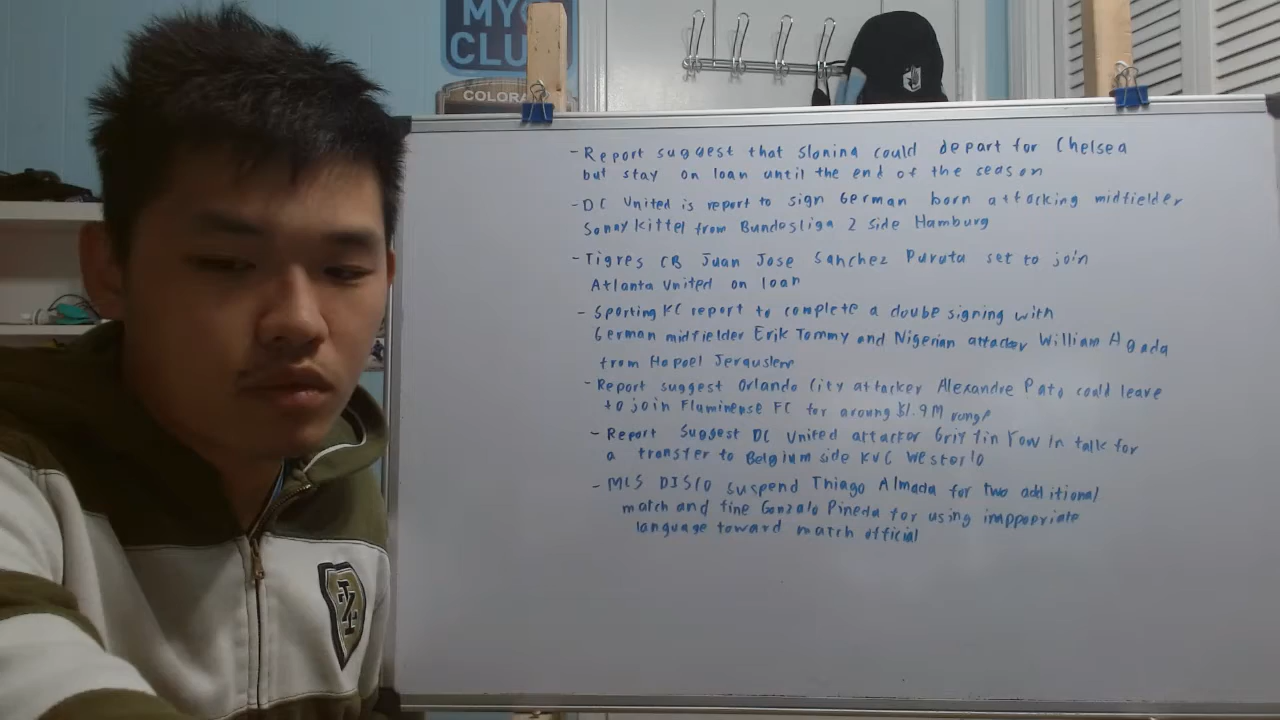 MY
CLU
COLORA
- Report suggest that slonina could depart for Chelsea
but stay on loan until the end of the season
- DC United is report to sign German born attacking midfielder
Sonny Kittel from Bundesliga 2 side Hamburg
- Tigres CB Juan Jose Sanchez Purata set to join
Atlanta United on loan
- Sporting KC report to complete a doube signing with
German midfielder Erik Tommy and Nigerian attacker William Agada
from Hapoel Jerauslem
- Report suggest Orlando City attacker Alexandre Pato could leave
to join Fluminense FC for aroung $1.9M range
- Report Suggest DC United attacker Griffin Yow In talk for
a transfer to Belgium side KVC Westerlo
- MLS DISCO suspend Thiago Almada for two additional
match and fine Gonzalo Pineda for using inappopriate
language toward match official